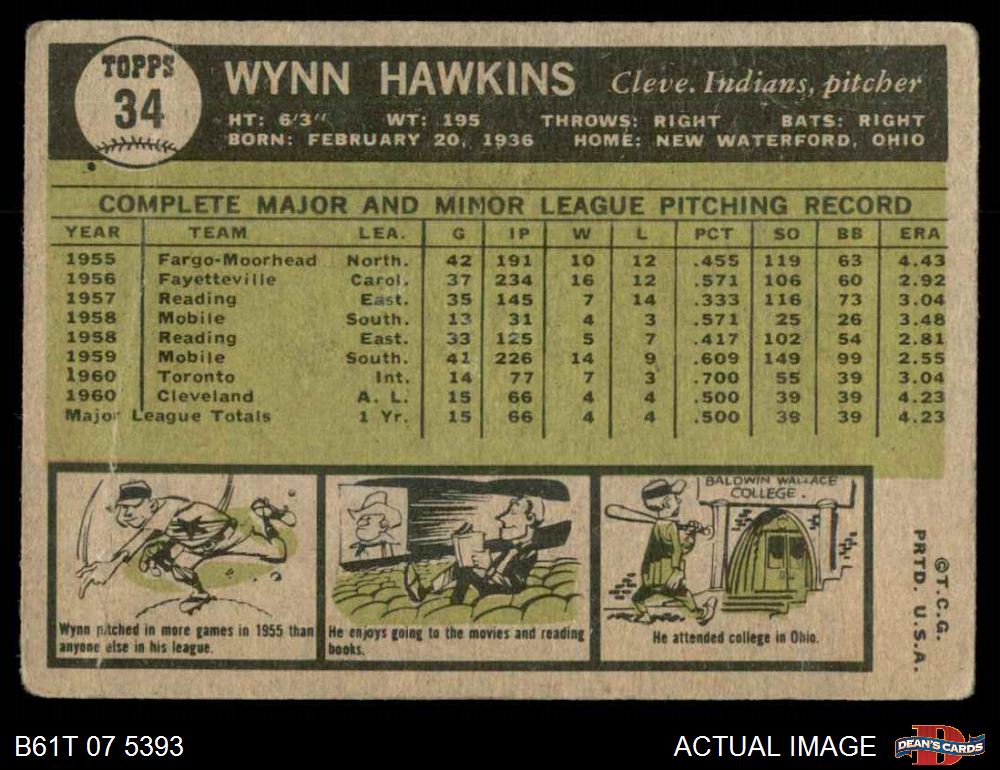 TOPPS
34
WYNN HAWKINS Cleve. Indians, pitcher
HT: 6'3" WT: 195 THROWS: RIGHT BATS: RIGHT
BORN: FEBRUARY 20, 1936 HOME: NEW WATERFORD, OHIO
COMPLETE MAJOR AND MINOR LEAGUE PITCHING RECORD
YEAR TEAM LEA. G IP W L PCT SO BB ERA
1955 Fargo-Moorhead North. 42 191 10 12 .455 119 63 4.43
1956 Fayetteville Carol. 37 234 16 12 .571 106 60 2.92
1957 Reading East. 35 145 7 14 .333 116 73 3.04
1958 Mobile South. 13 31 4 3 .571 25 26 3.48
1958 Reading East. 33 125 5 7 .417 102 54 2.81
1959 Mobile South. 41 226 14 9 .609 149 99 2.55
1960 Toronto Int. 14 77 7 3 .700 55 39 3.04
1960 Cleveland A. L. 15 66 4 4 .500 39 39 4.23
Major League Totals 1 Yr. 15 66 4 4 .500 39 39 4.23
BALDWIN WALLACE
COLLEGE.
Wynn pitched in more games in 1955 than
anyone else in his league.
He enjoys going to the movies and reading
books.
He attended college in Ohio.
©T.C.G.
PRTD. U.S.A.
B61T 07 5393
ACTUAL IMAGE
D
DEAN'S CARDS